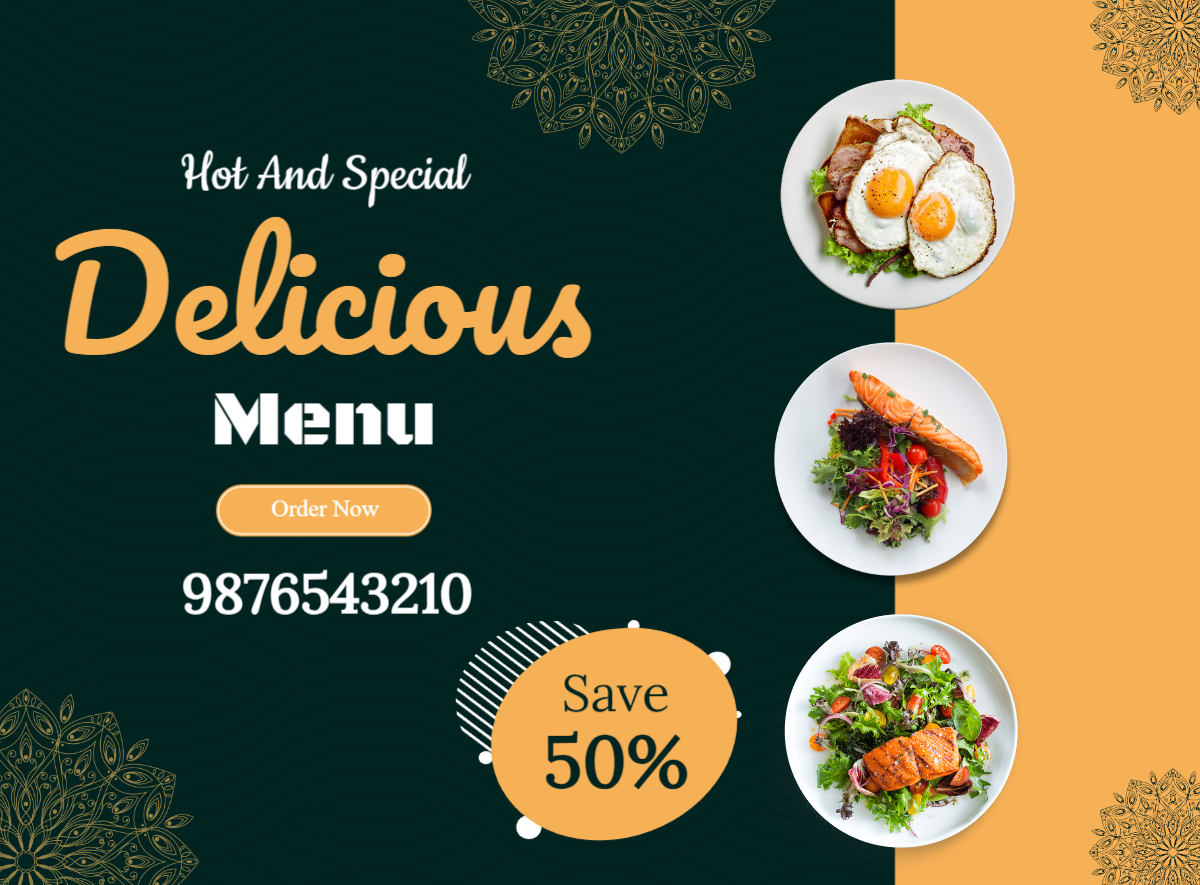 Hot And Special
Delicious
Menu
Order Now
9876543210
Save
50%